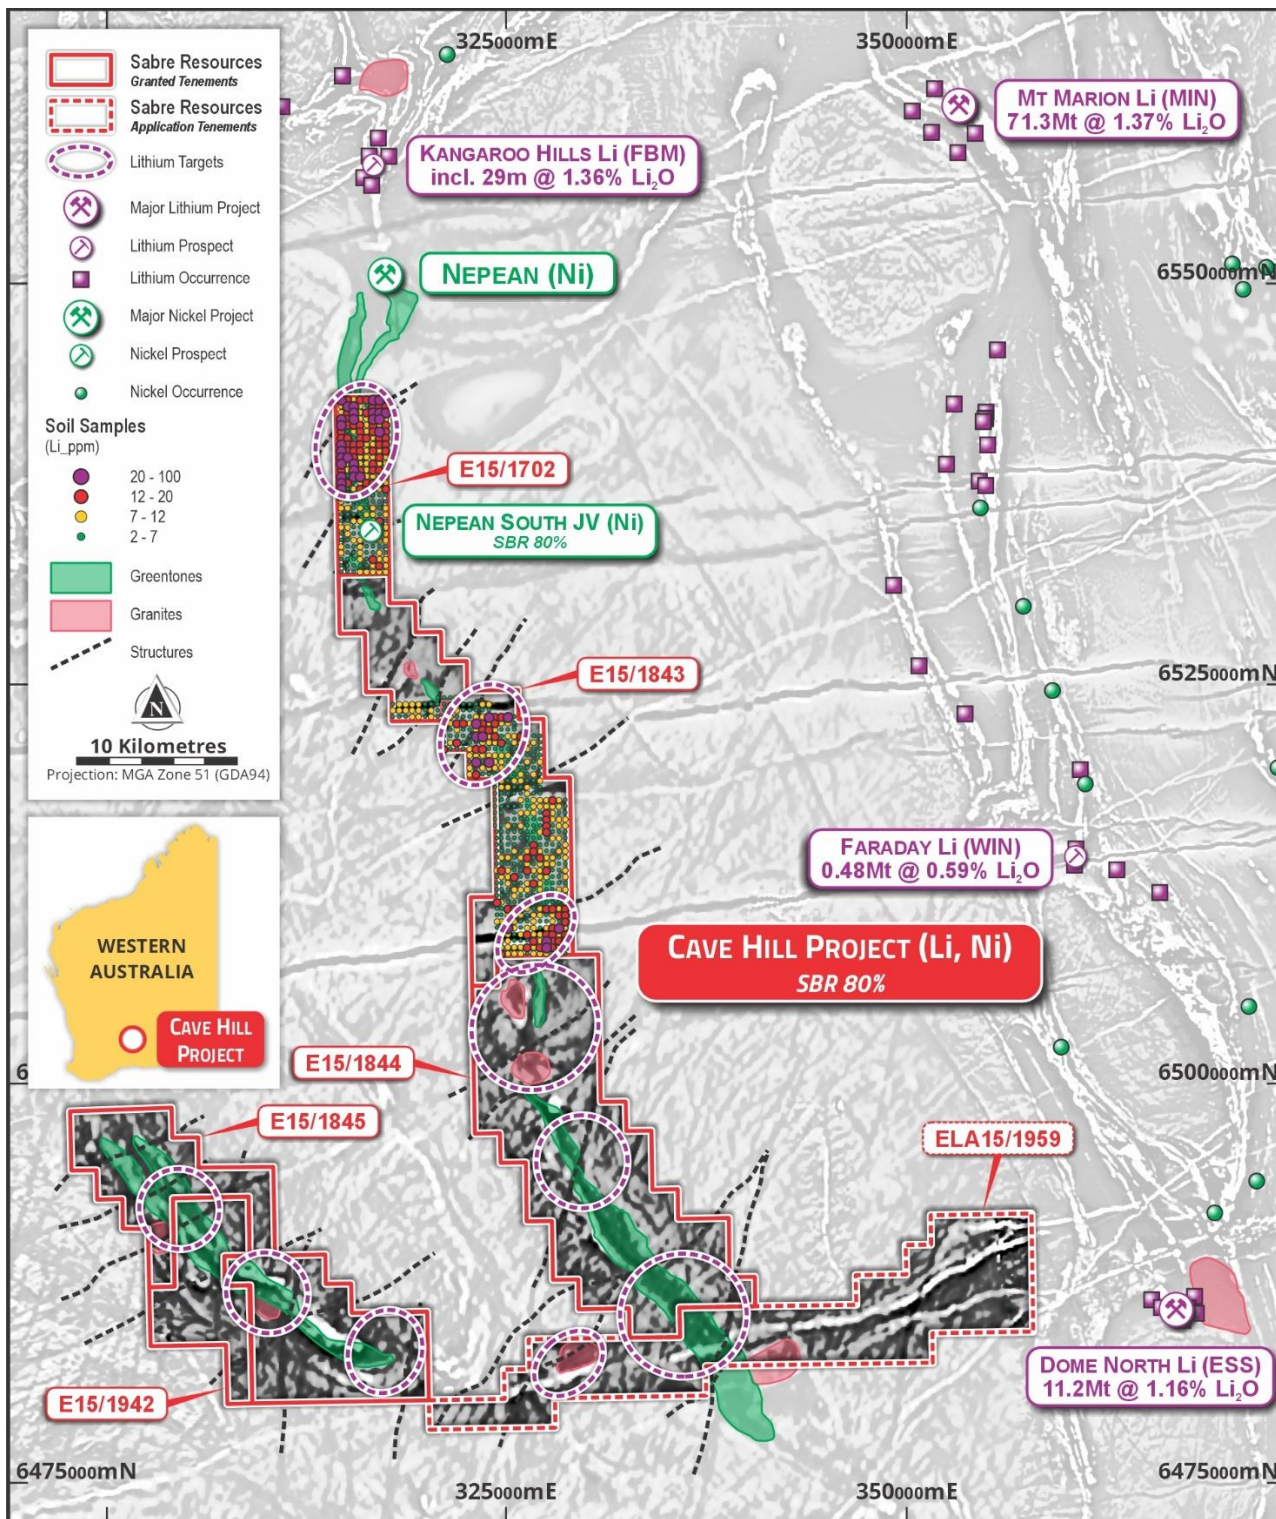 325000mE
350000mE
Sabre Resources
Granted Tenements
Sabre Resources
Application Tenements
Lithium Targets
Major Lithium Project
Lithium Prospect
Lithium Occurrence
Major Nickel Project
Nickel Prospect
Nickel Occurrence
Soil Samples
(Li_ppm)
20 - 100
12 - 20
7 - 12
2 - 7
Greentones
Granites
Structures
N
10 Kilometres
Projection: MGA Zone 51 (GDA94)
MT MARION Li (MIN)
71.3Mt @ 1.37% Li₂O
KANGAROO HILLS Li (FBM)
incl. 29m @ 1.36% Li₂O
NEPEAN (Ni)
6550000mN
E15/1702
NEPEAN SOUTH JV (Ni)
SBR 80%
E15/1843
6525000mN
FARADAY Li (WIN)
0.48Mt @ 0.59% Li₂O
WESTERN
AUSTRALIA
CAVE HILL
PROJECT
CAVE HILL PROJECT (Li, Ni)
SBR 80%
E15/1844
6
6500000mN
E15/1845
ELA15/1959
E15/1942
DOME NORTH Li (ESS)
11.2Mt @ 1.16% Li₂O
6475000mN
6475000mN
325000mE
350000mE